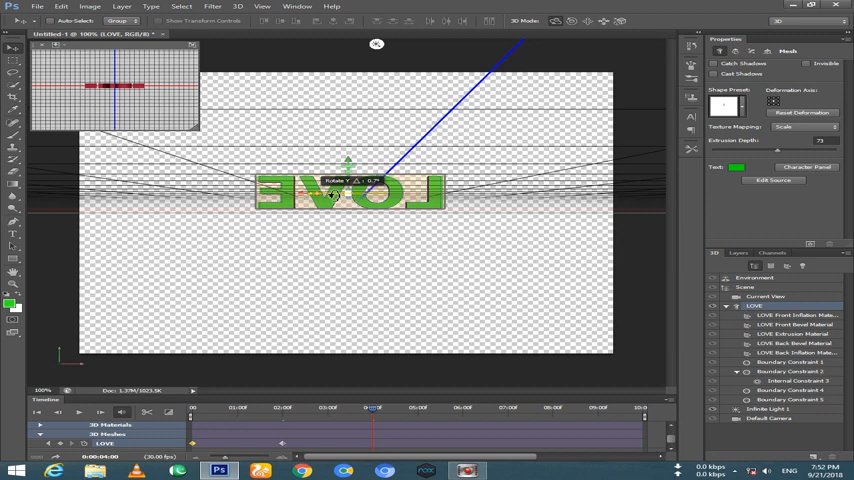 Ps File Edit Image Layer Type Select Filter 3D View Window Help
Auto-Select: Group Show Transform Controls 3D Mode: 3D
Untitled-1 @ 100% (LOVE, RGB/8) *
Properties
Mesh
Catch Shadows Invisible
Cast Shadows
Shape Preset: Deformation Axis:
Reset Deformation
Texture Mapping: Scale
Extrusion Depth: 73
Text: Character Panel
Edit Source
Rotate Y : 0.7°
LOVE
3D Layers Channels
Environment
Scene
Current View
LOVE
LOVE Front Inflation Mate...
LOVE Front Bevel Material
LOVE Extrusion Material
LOVE Back Bevel Material
LOVE Back Inflation Mate...
Boundary Constraint 1
Boundary Constraint 2
Internal Constraint 3
Boundary Constraint 4
Boundary Constraint 5
Infinite Light 1
Default Camera
100% Doc: 1.37M/1023.5K
Timeline
00 01:00F 02:00F 03:00F 04:00F 05:00F 06:00F 07:00F 08:00F 09:00F 10:0
3D Materials
3D Meshes
LOVE
0:00:04:00 (30.00 fps)
Ps
nox
0.0 kbps
0.0 kbps
ENG
7:52 PM
9/21/2018